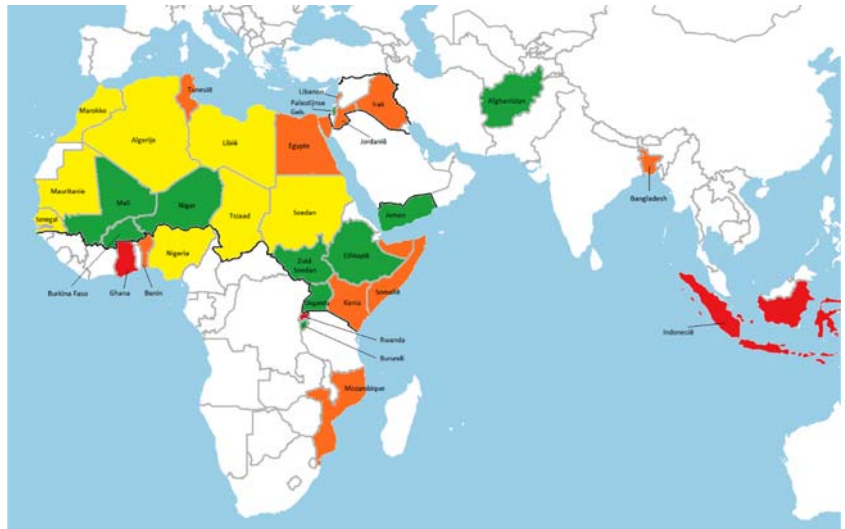 Tunesië
Libanon
Palestijnse
Geb.
Irak
Afghanistan
Marokko
Algerije
Libië
Egypte
Jordanië
Mauritanie
Mali
Niger
Tsjaad
Soedan
Jemen
Bangladesh
Senegal
Nigeria
Zuid
Soedan
Ethiopië
Burkina Faso
Ghana
Benin
Oeganda
Kenia
Somalië
Indonesië
Rwanda
Burundi
Mozambique